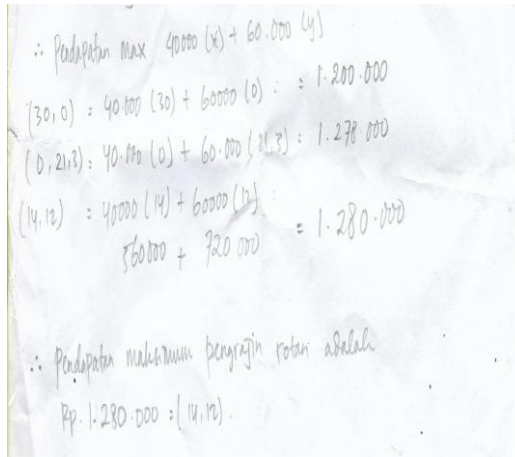 ∴ Pendapatan max 40000 (x) + 60.000 (y)
(30,0) : 40.000 (30) + 60000 (0) : = 1.200.000
(0,21,3) : 40.000 (0) + 60.000 (21,3) = 1.278 000
(14,12) : 40000 (14) + 60000 (12)
560000 + 720 000 = 1.280.000
∴ Pendapatan maksimum pengrajin rotan adalah
Rp. 1.280.000 : (14,12).